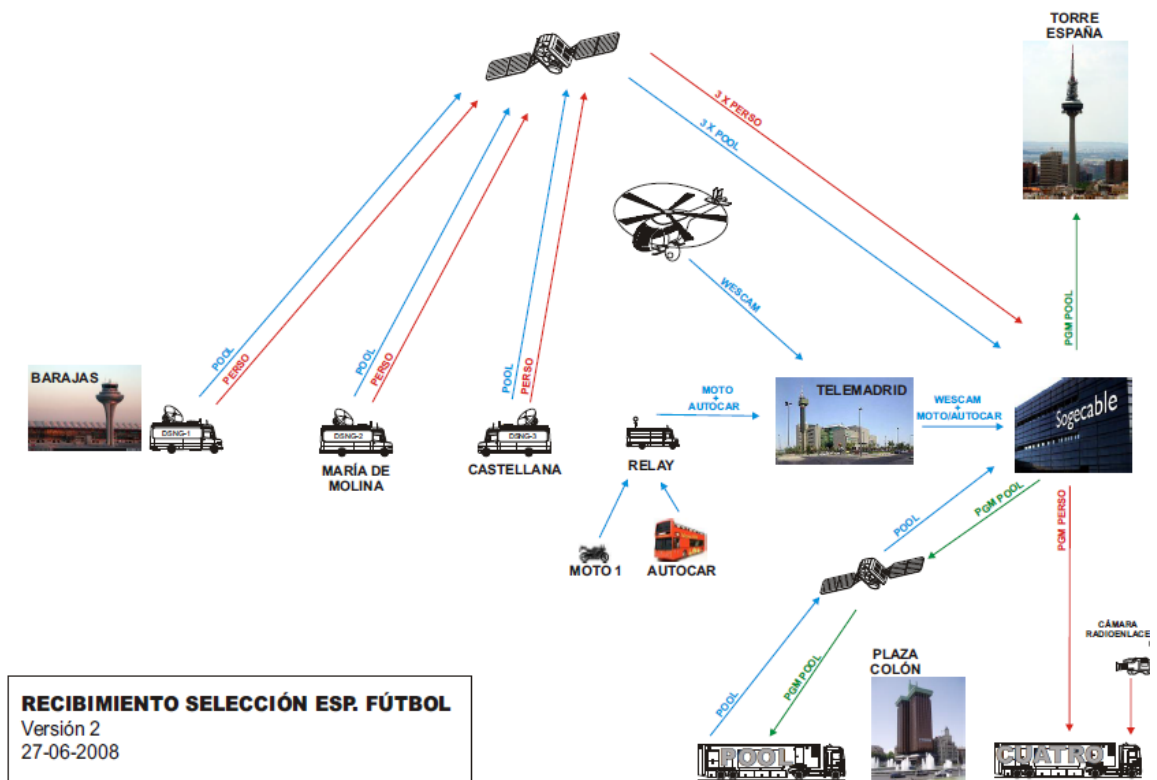 TORRE
ESPAÑA
3 X PERSO
3 X POOL
WESCAM
PGM POOL
POOL
PERSO
POOL
PERSO
POOL
PERSO
BARAJAS
DSNG-1
DSNG-2
DSNG-3
MARÍA DE
MOLINA
CASTELLANA
RELAY
MOTO
+
AUTOCAR
TELEMADRID
WESCAM
+
MOTO/AUTOCAR
Sogecable
MOTO 1
AUTOCAR
POOL
PGM POOL
PGM PERSO
CÁMARA
RADIOENLACE
POOL
PGM POOL
PLAZA
COLÓN
POOL
CUATRO
RECIBIMIENTO SELECCIÓN ESP. FÚTBOL
Versión 2
27-06-2008